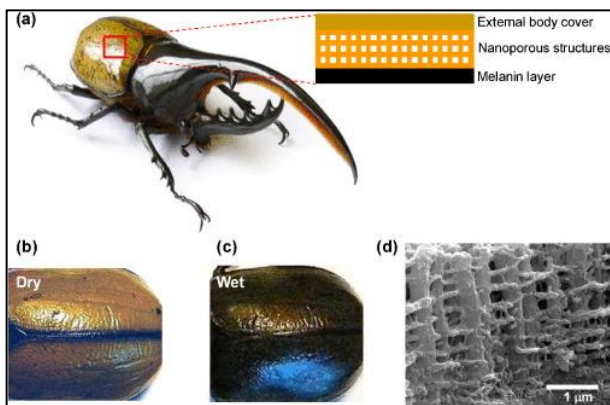 (a)
External body cover
Nanoporous structures
Melanin layer
(b)
(c)
(d)
Dry
Wet
1 μm